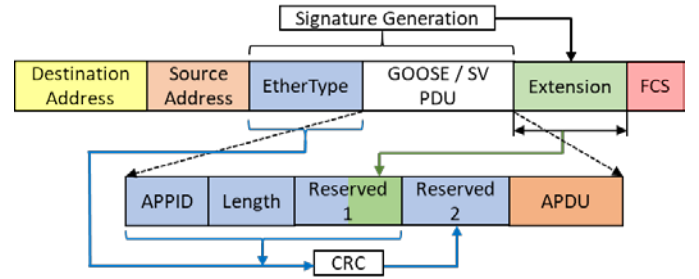 Signature Generation
Destination
Address
Source
Address
EtherType
GOOSE / SV
PDU
Extension
FCS
APPID
Length
Reserved
1
Reserved
2
APDU
CRC